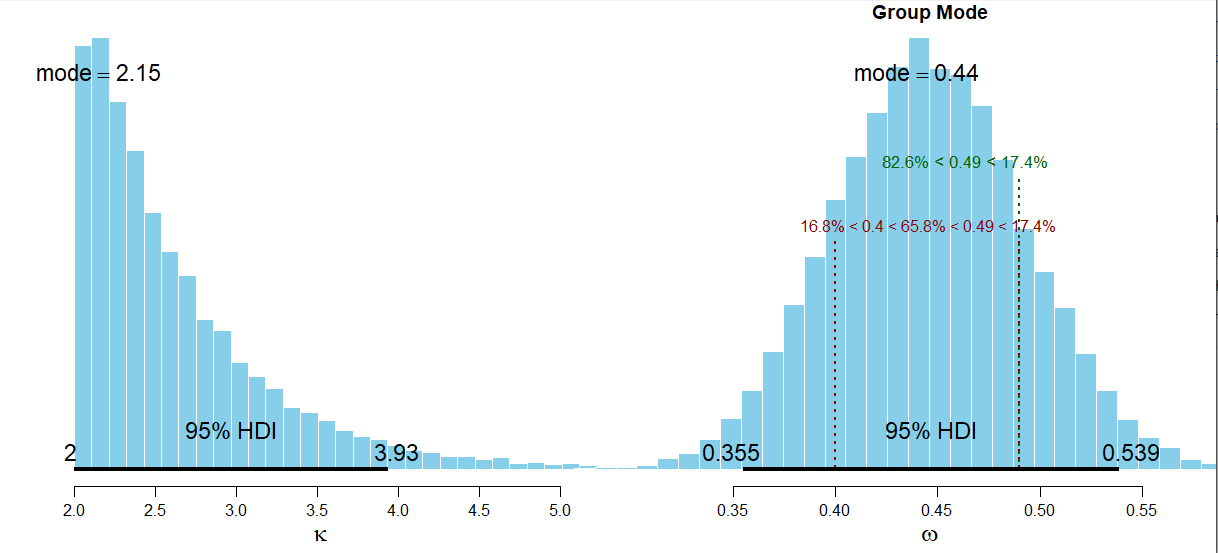 Group Mode
mode = 2.15
mode = 0.44
82.6% < 0.49 < 17.4%
16.8% < 0.4 < 65.8% < 0.49 < 17.4%
95% HDI
95% HDI
2
3.93
0.355
0.539
2.0 2.5 3.0 3.5 4.0 4.5 5.0
0.35 0.40 0.45 0.50 0.55
κ
ω